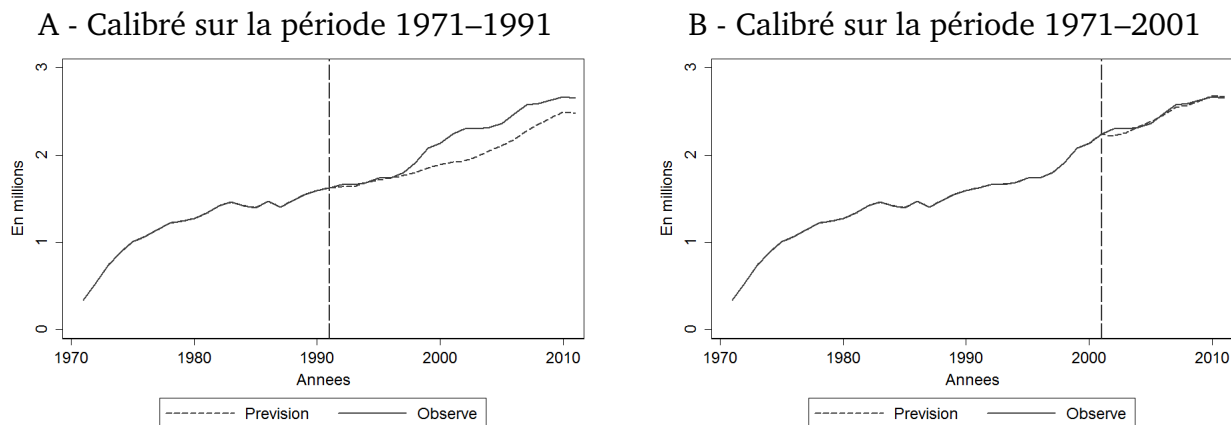 A - Calibré sur la période 1971–1991
3
2
1
0
En millions
1970 1980 1990 2000 2010
Annees
Prevision Observe
B - Calibré sur la période 1971–2001
3
2
1
0
En millions
1970 1980 1990 2000 2010
Annees
Prevision Observe